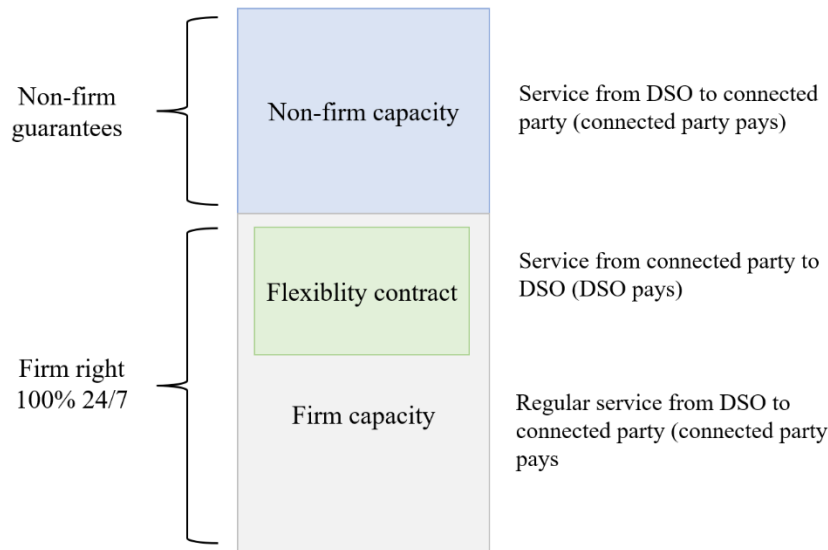 Non-firm
guarantees
Non-firm capacity
Service from DSO to connected
party (connected party pays)
Flexiblity contract
Service from connected party to
DSO (DSO pays)
Firm right
100% 24/7
Firm capacity
Regular service from DSO to
connected party (connected party
pays